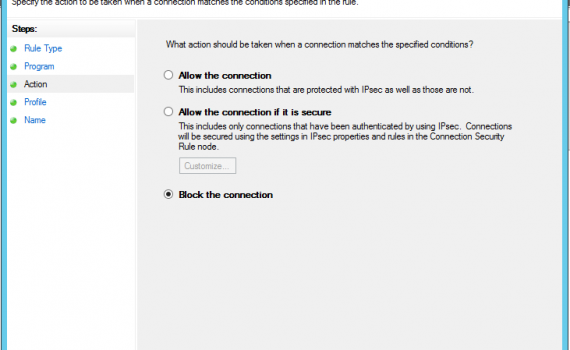 Specify the action to be taken when a connection matches the conditions specified in the rule.
Steps:
Rule Type
Program
Action
Profile
Name
What action should be taken when a connection matches the specified conditions?
Allow the connection
This includes connections that are protected with IPsec as well as those are not.
Allow the connection if it is secure
This includes only connections that have been authenticated by using IPsec. Connections
will be secured using the settings in IPsec properties and rules in the Connection Security
Rule node.
Customize...
Block the connection